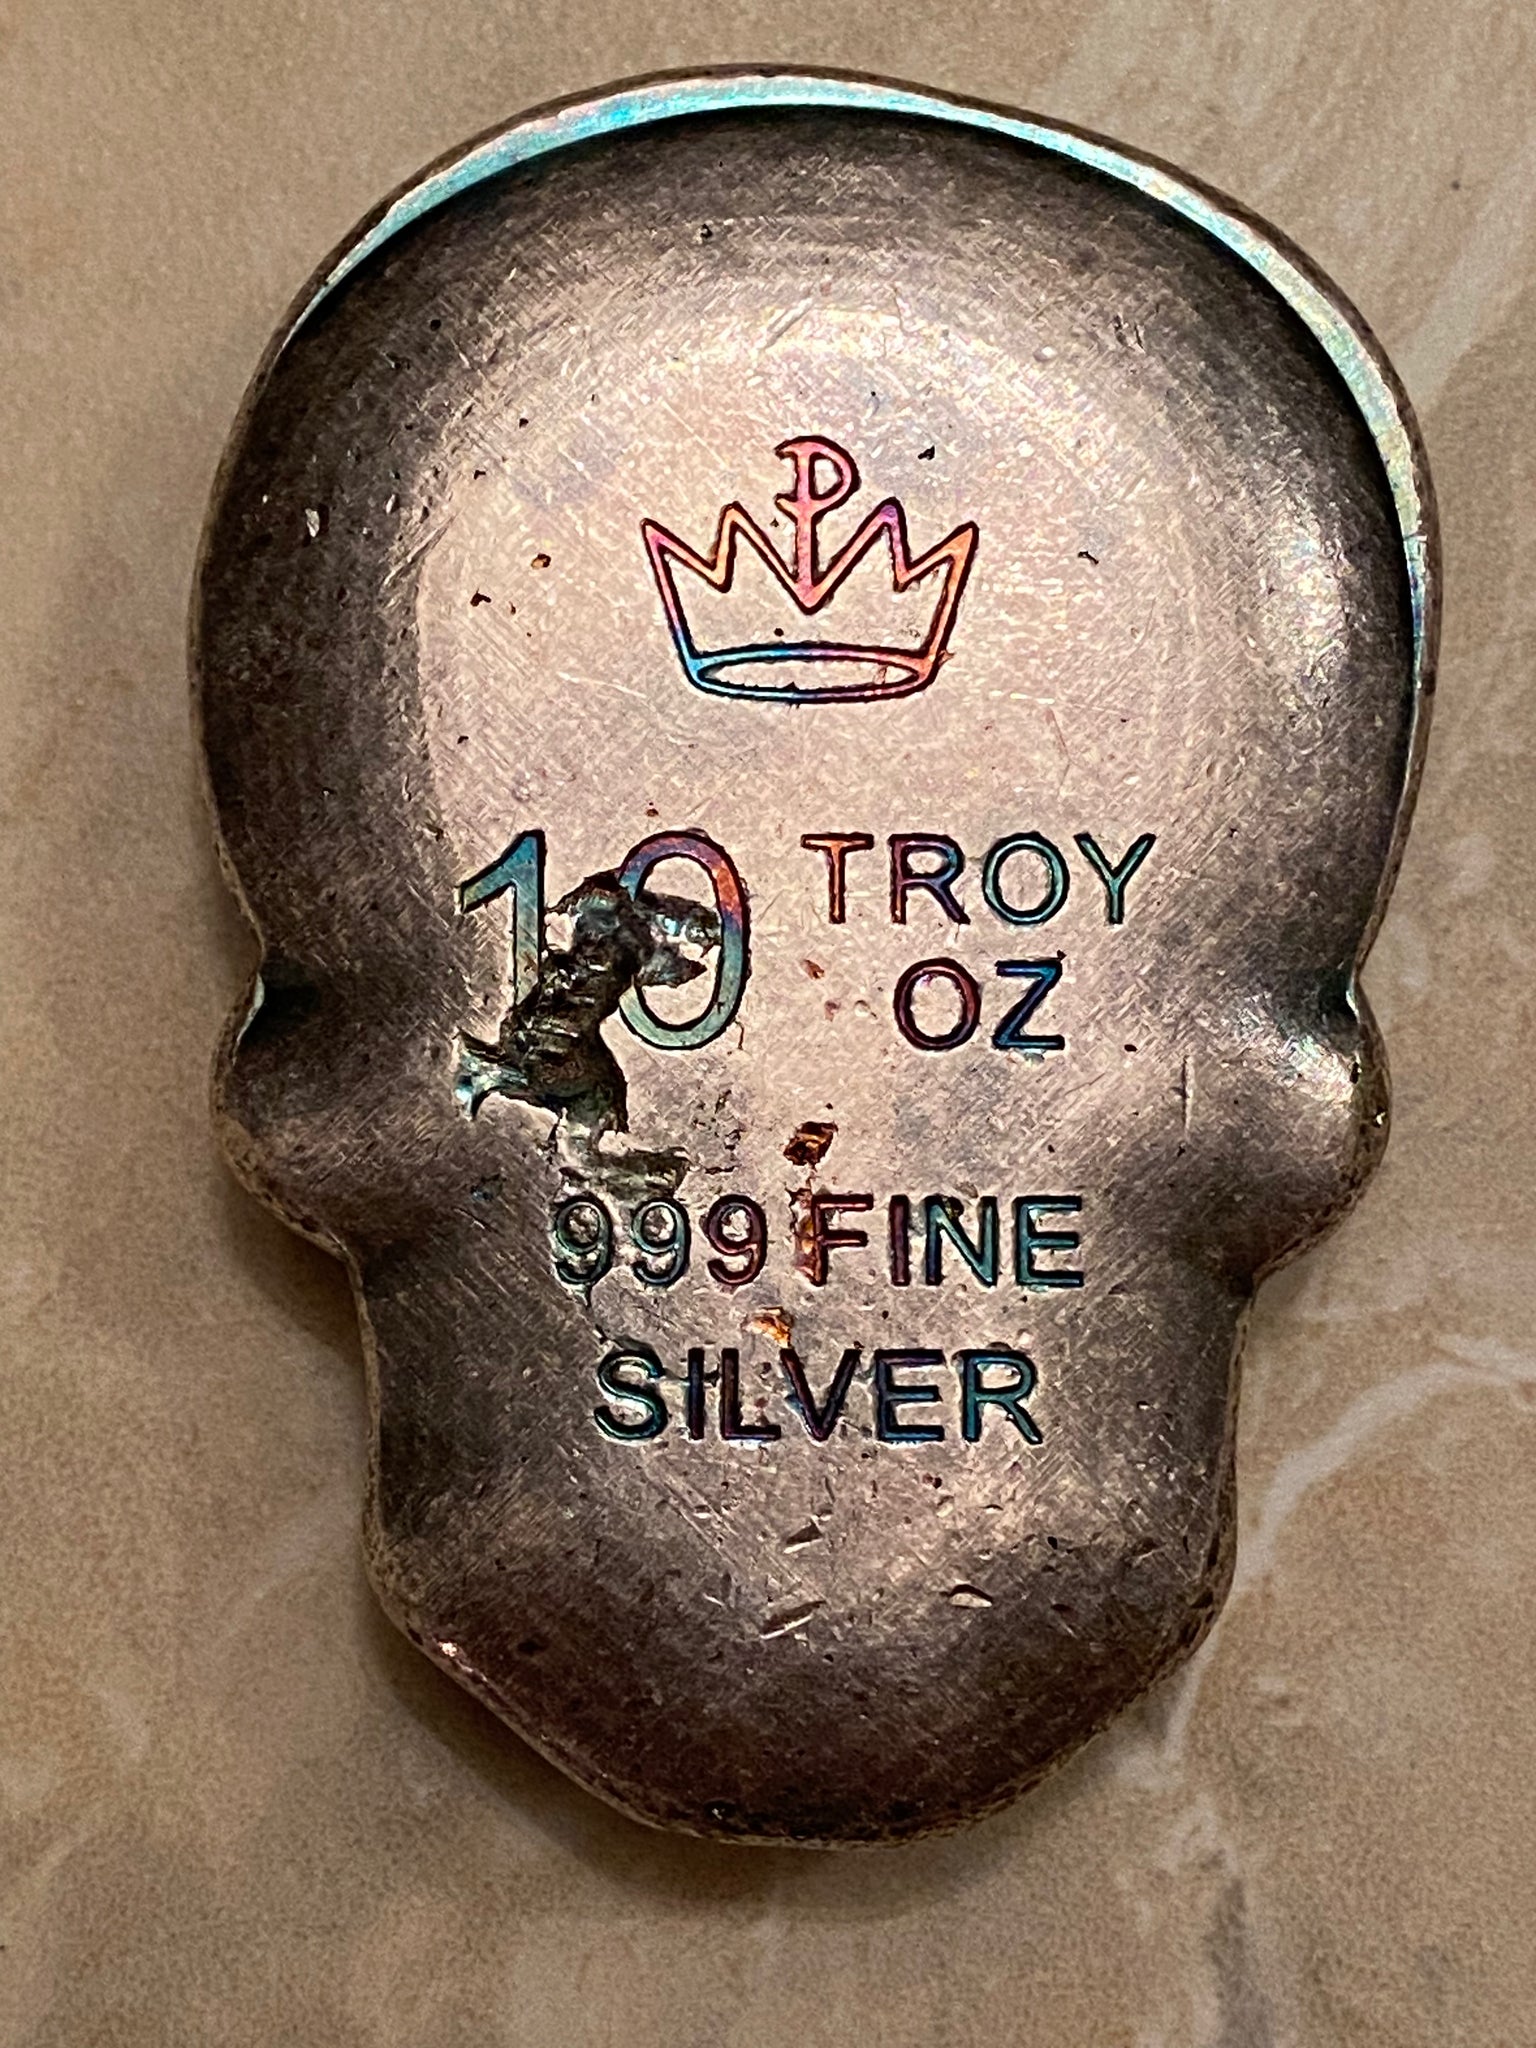 P
10 TROY
OZ
999 FINE
SILVER